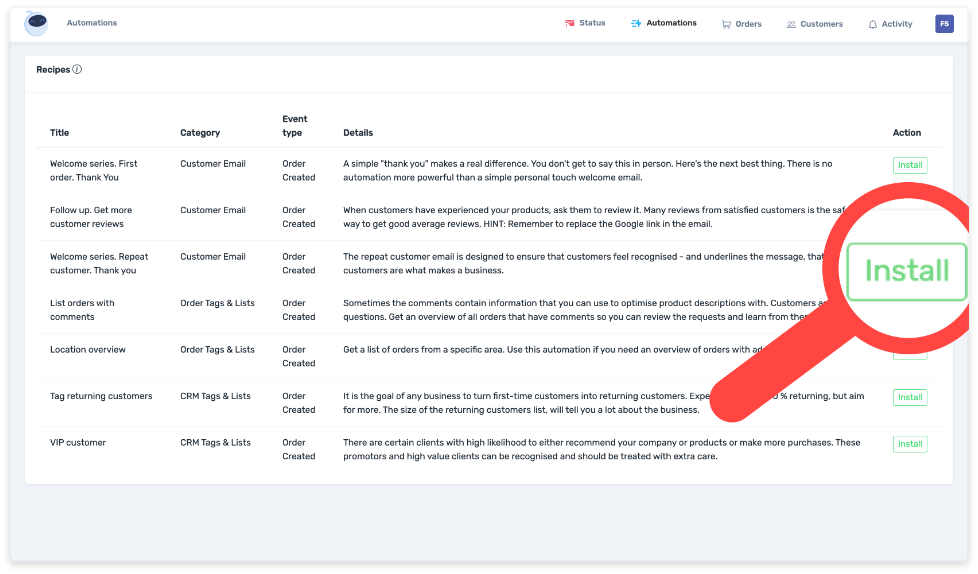 Automations
Status
Automations
Orders
Customers
Activity
FS
Recipes
Title
Category
Event
type
Details
Action
Welcome series. First
order. Thank You
Customer Email
Order
Created
A simple "thank you" makes a real difference. You don't get to say this in person. Here's the next best thing. There is no
automation more powerful than a simple personal touch welcome email.
Install
Follow up. Get more
customer reviews
Customer Email
Order
Created
When customers have experienced your products, ask them to review it. Many reviews from satisfied customers is the
way to get good average reviews. HINT: Remember to replace the Google link in the email.
Welcome series. Repeat
customer. Thank you
Customer Email
Order
Created
The repeat customer email is designed to ensure that customers feel recognised - and underlines the message, that
customers are what makes a business.
Install
List orders with
comments
Order Tags & Lists
Order
Created
Sometimes the comments contain information that you can use to optimise product descriptions with. Customers
questions. Get an overview of all orders that have comments so you can review the requests and learn from
Location overview
Order Tags & Lists
Order
Created
Get a list of orders from a specific area. Use this automation if you need an overview of orders with
Tag returning customers
CRM Tags & Lists
Order
Created
It is the goal of any business to turn first-time customers into returning customers. % returning, but aim
for more. The size of the returning customers list, will tell you a lot about the business.
Install
VIP customer
CRM Tags & Lists
Order
Created
There are certain clients with high likelihood to either recommend your company or products or make more purchases. These
promotors and high value clients can be recognised and should be treated with extra care.
Install